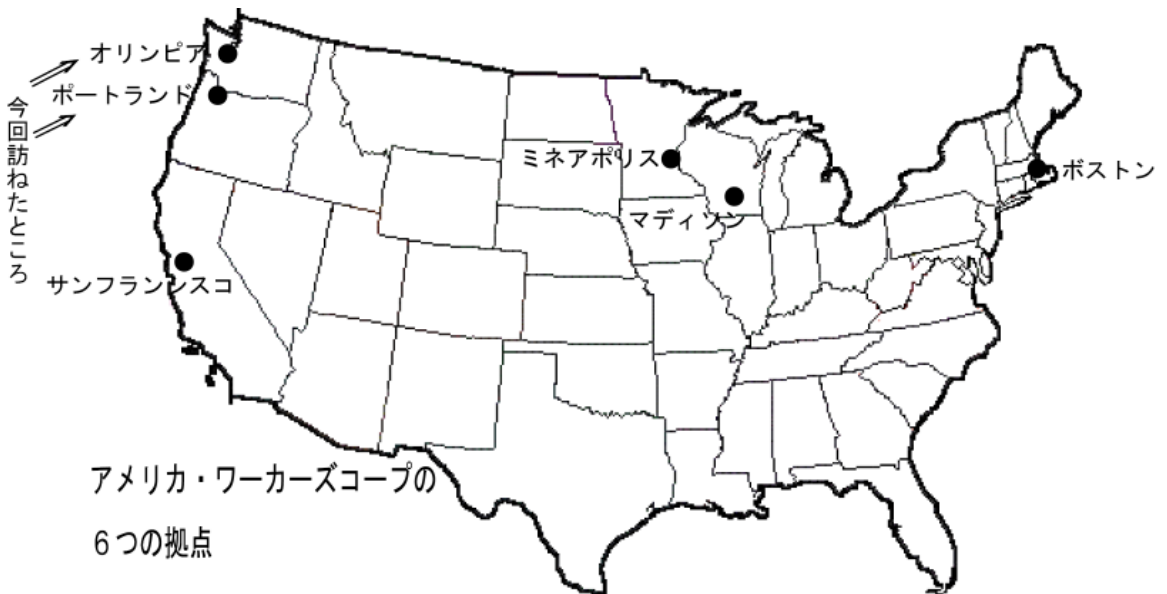 オリンピア
ポートランド
今回訪ねたところ
ミネアポリス
マディソン
ボストン
サンフランンスコ
アメリカ・ワーカーズコープの
６つの拠点